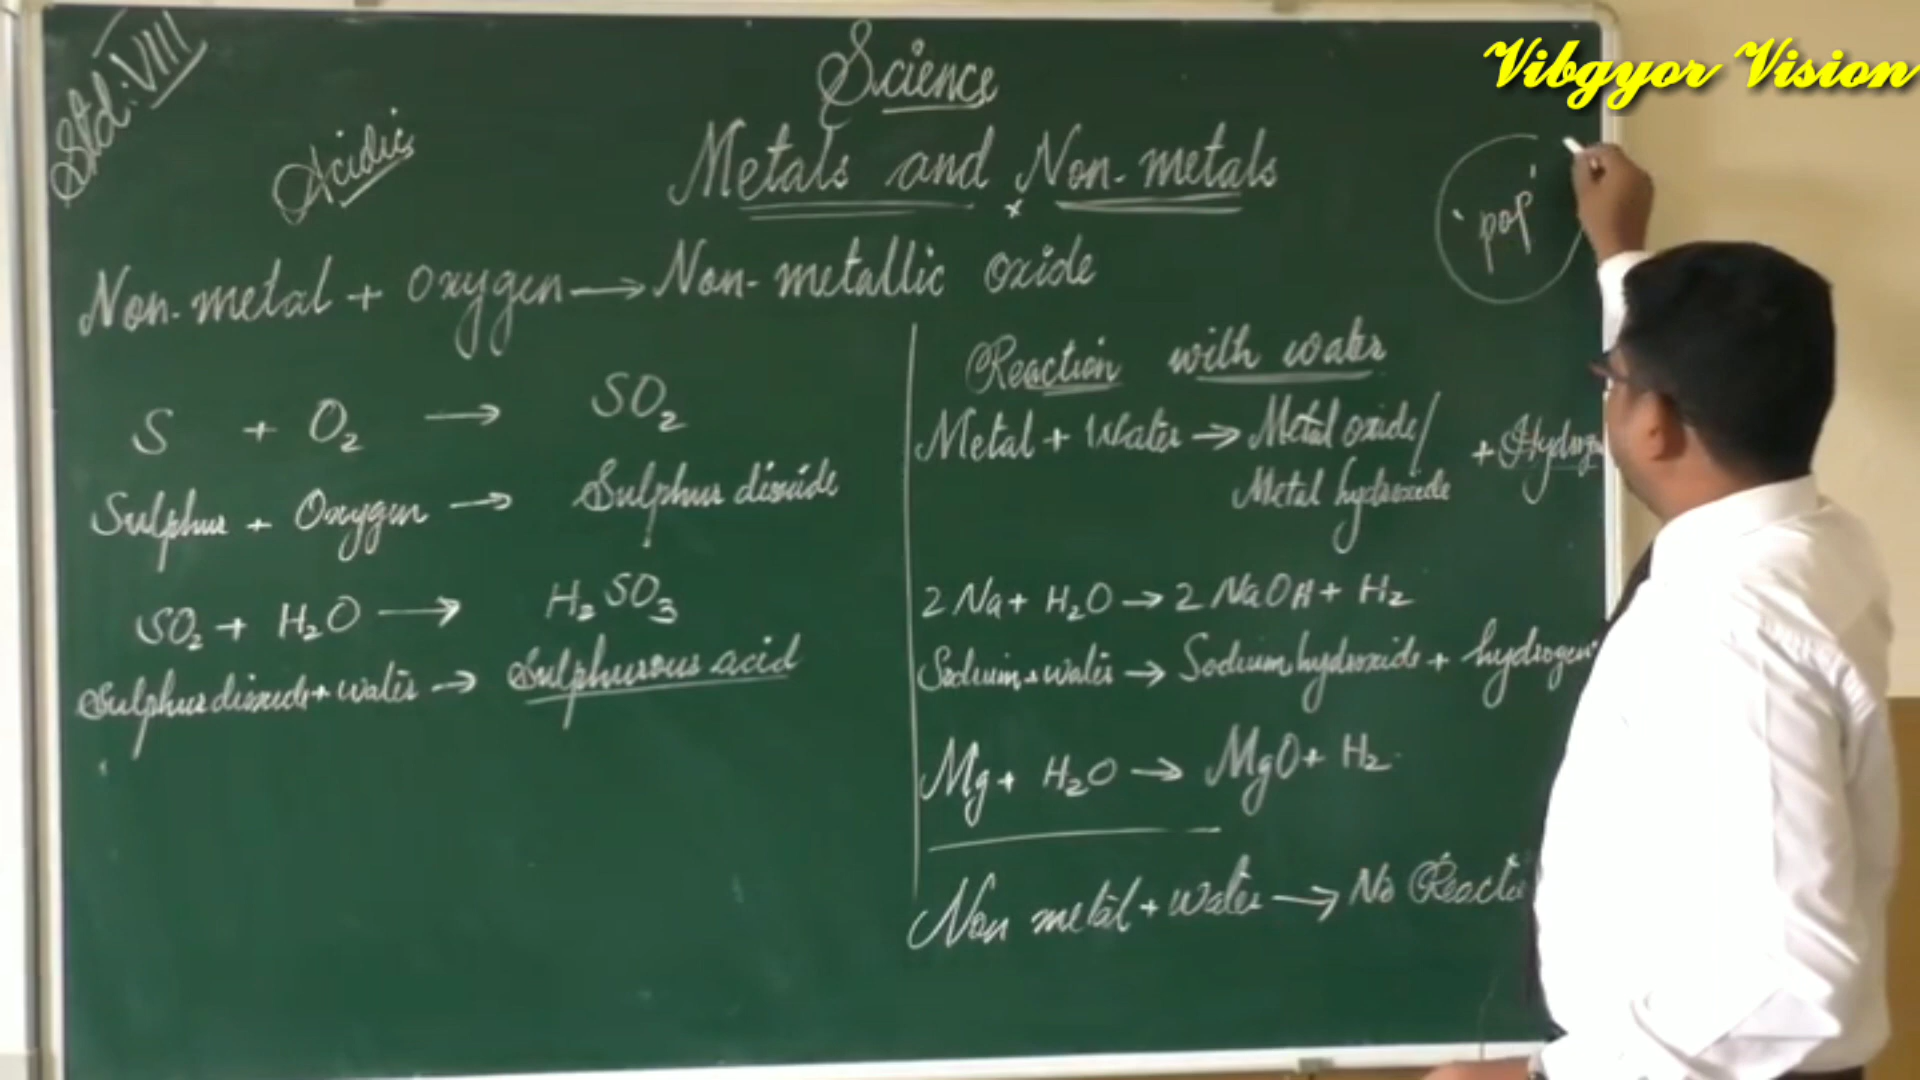 Vibgyor Vision
Std: VIII
Science
Acidic
Metals and Non-metals
'pop'
Non-metal + Oxygen → Non-metallic oxide
S + O₂ → SO₂
Sulphur + Oxygen → Sulphur dioxide
SO₂ + H₂O → H₂SO₃
Sulphur dioxide + water → Sulphurous acid
Reaction with water
Metal + Water → Metal oxide/
Metal hydroxide
+ Hydroge
2 Na + H₂O → 2 NaOH + H₂
Sodium + water → Sodium hydroxide + hydrogen
Mg + H₂O → MgO + H₂
Non metal + water → No Reactio